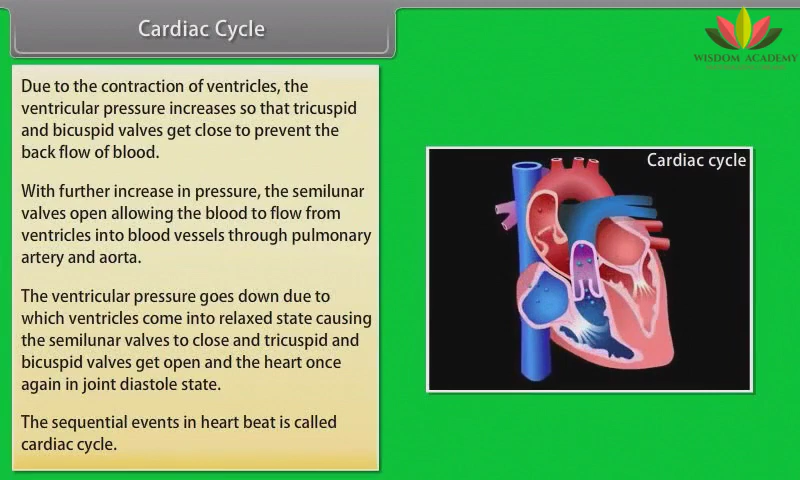 Cardiac Cycle
WISDOM ACADEMY
Due to the contraction of ventricles, the
ventricular pressure increases so that tricuspid
and bicuspid valves get close to prevent the
back flow of blood.
With further increase in pressure, the semilunar
valves open allowing the blood to flow from
ventricles into blood vessels through pulmonary
artery and aorta.
The ventricular pressure goes down due to
which ventricles come into relaxed state causing
the semilunar valves to close and tricuspid and
bicuspid valves get open and the heart once
again in joint diastole state.
The sequential events in heart beat is called
cardiac cycle.
Cardiac cycle